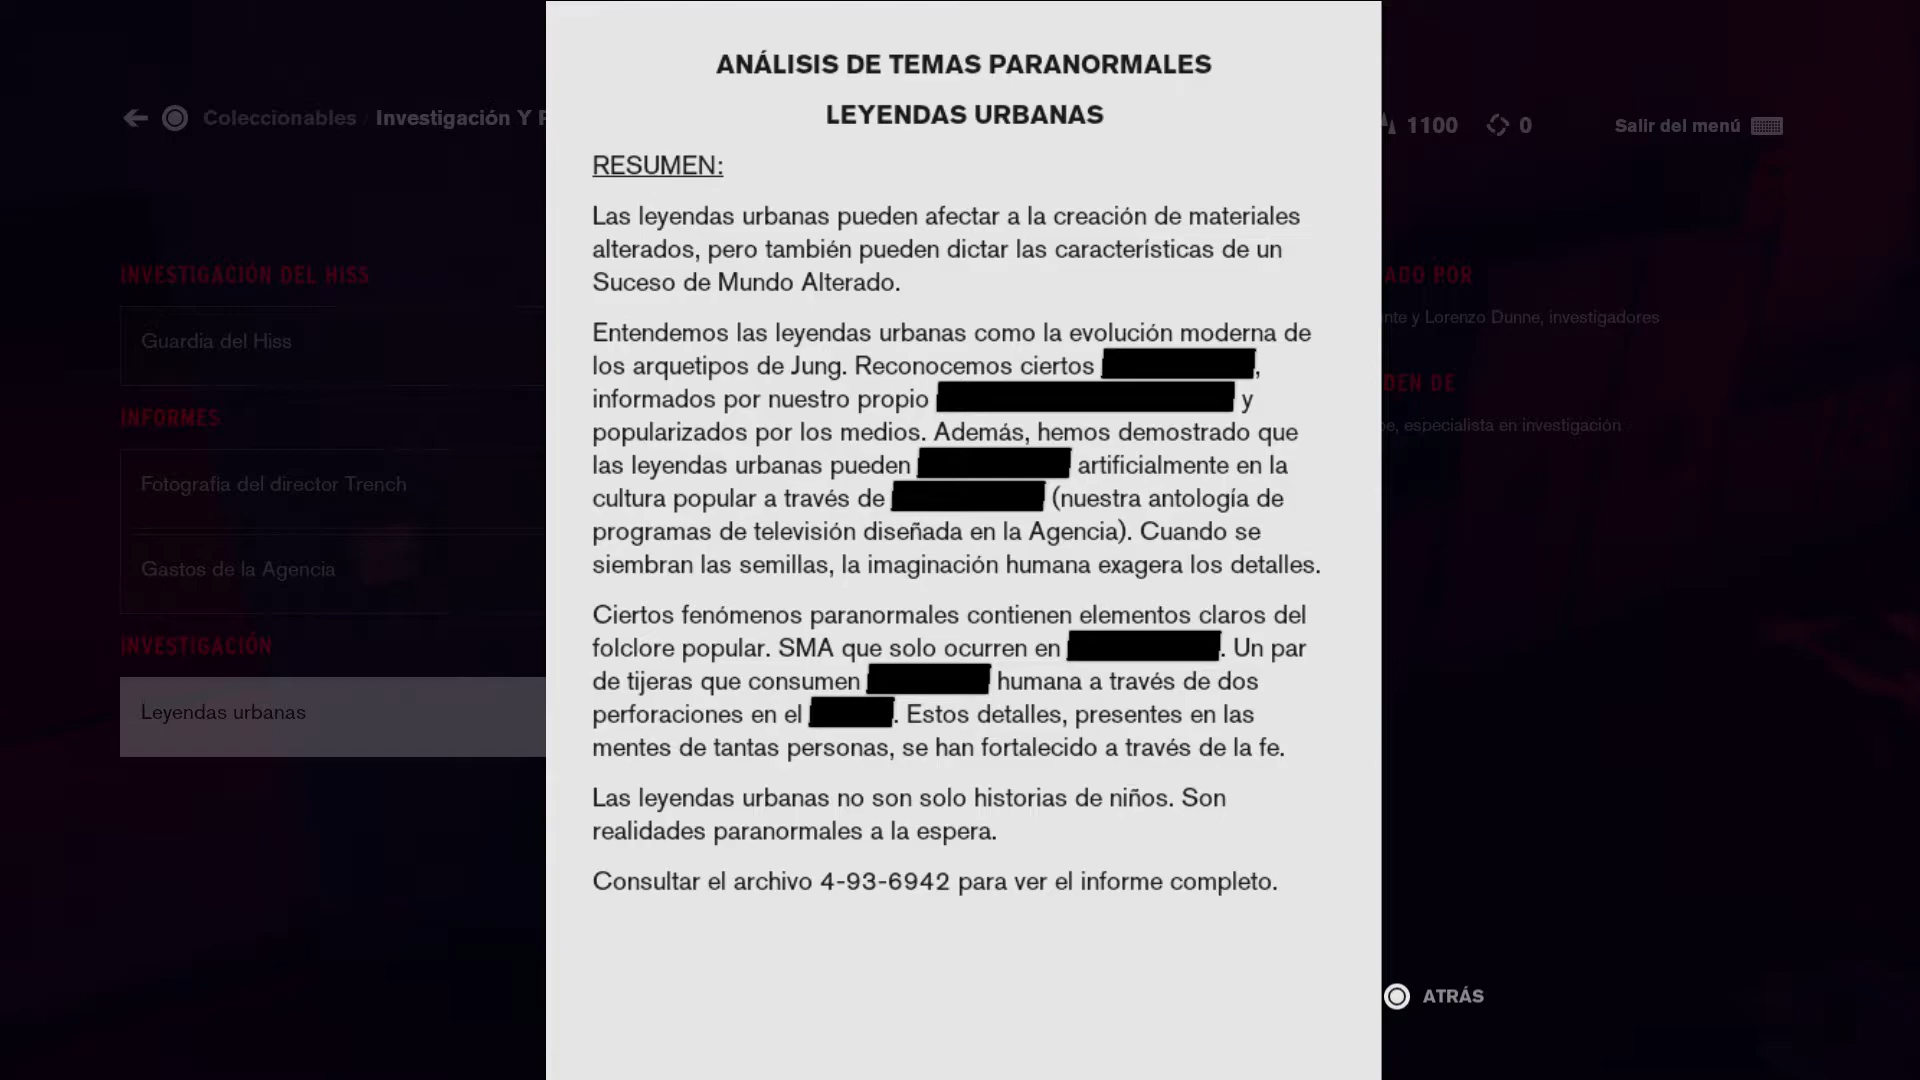 Coleccionables / Investigación Y
1100
0
Salir del menú
INVESTIGACIÓN DEL HISS
Guardia del Hiss
INFORMES
Fotografía del director Trench
Gastos de la Agencia
INVESTIGACIÓN
Leyendas urbanas
ANÁLISIS DE TEMAS PARANORMALES
LEYENDAS URBANAS
RESUMEN:
Las leyendas urbanas pueden afectar a la creación de materiales
alterados, pero también pueden dictar las características de un
Suceso de Mundo Alterado.
Entendemos las leyendas urbanas como la evolución moderna de
los arquetipos de Jung. Reconocemos ciertos ,
informados por nuestro propio y
popularizados por los medios. Además, hemos demostrado que
las leyendas urbanas pueden artificialmente en la
cultura popular a través de (nuestra antología de
programas de televisión diseñada en la Agencia). Cuando se
siembran las semillas, la imaginación humana exagera los detalles.
Ciertos fenómenos paranormales contienen elementos claros del
folclore popular. SMA que solo ocurren en . Un par
de tijeras que consumen humana a través de dos
perforaciones en el . Estos detalles, presentes en las
mentes de tantas personas, se han fortalecido a través de la fe.
Las leyendas urbanas no son solo historias de niños. Son
realidades paranormales a la espera.
Consultar el archivo 4-93-6942 para ver el informe completo.
ADO POR
nte y Lorenzo Dunne, investigadores
DEN DE
be, especialista en investigación
ATRÁS